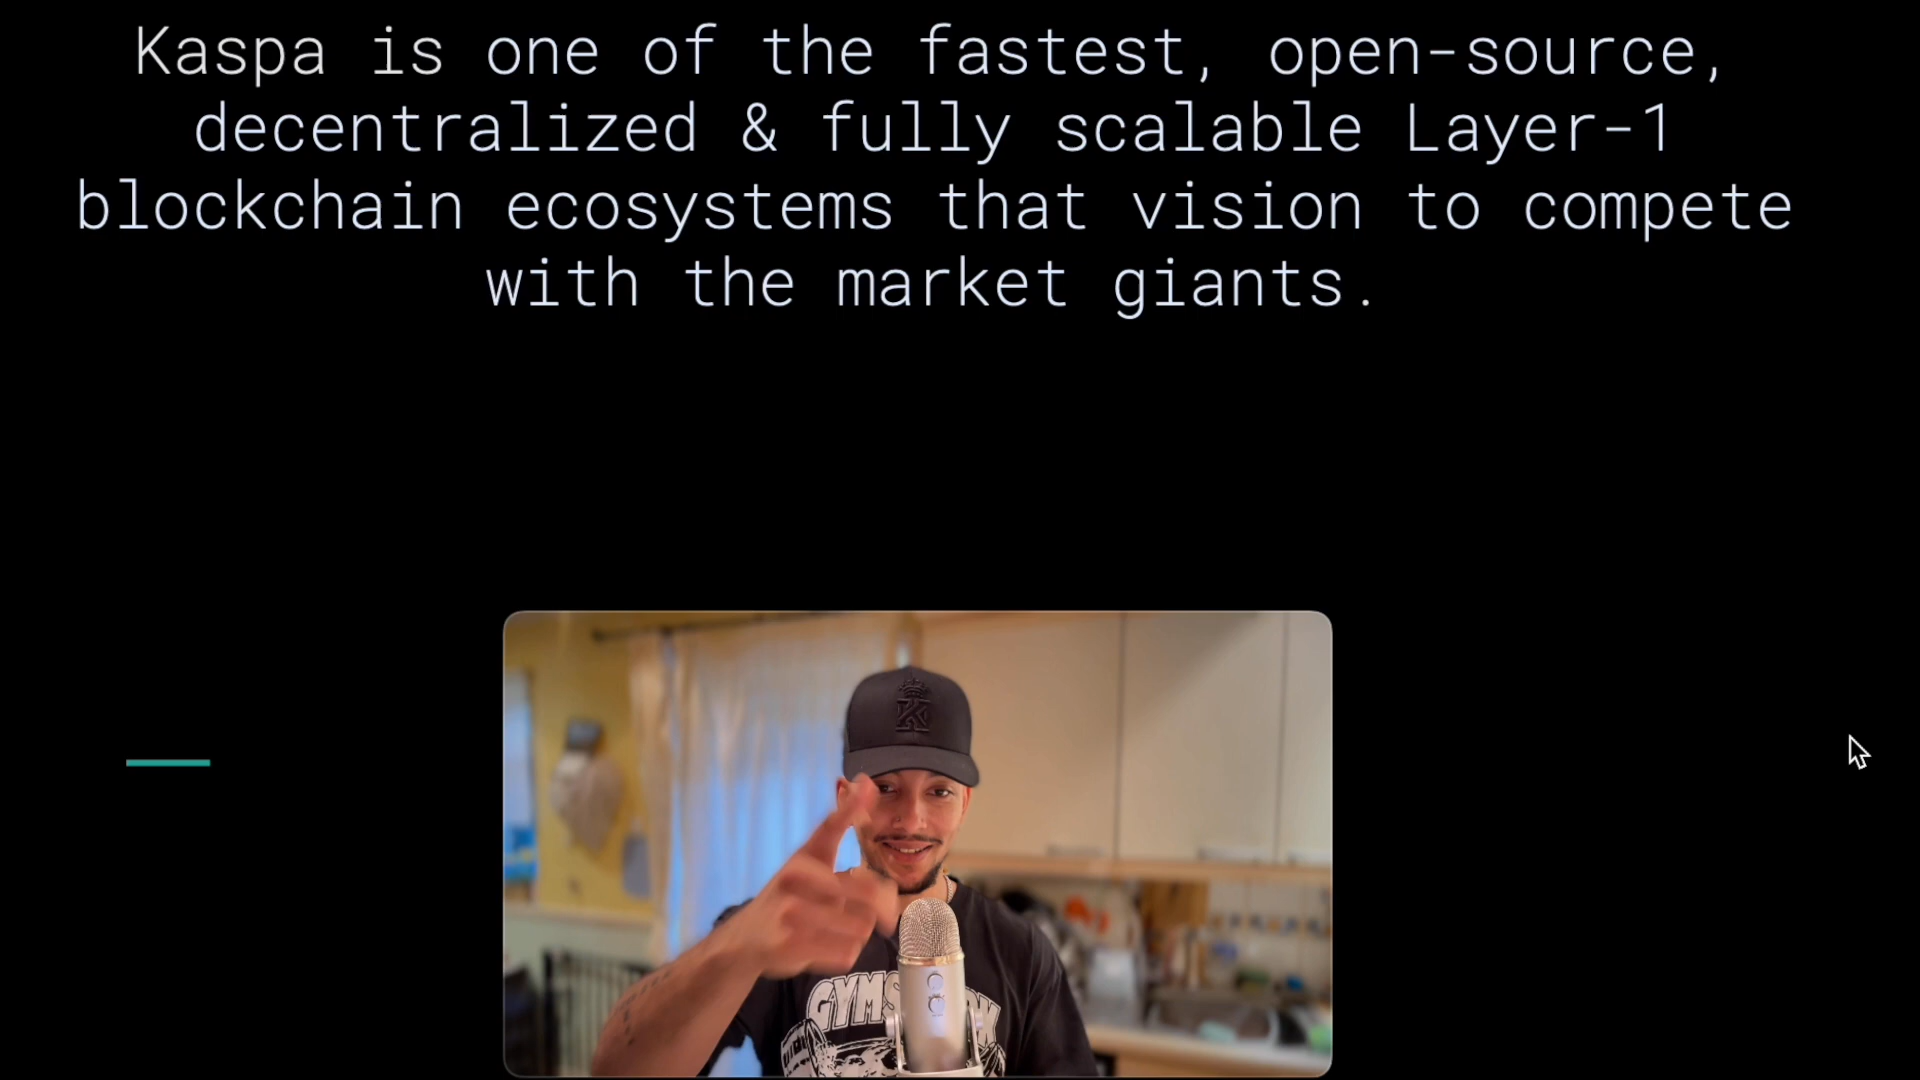 Kaspa is one of the fastest, open-source,
decentralized & fully scalable Layer-1
blockchain ecosystems that vision to compete
with the market giants.